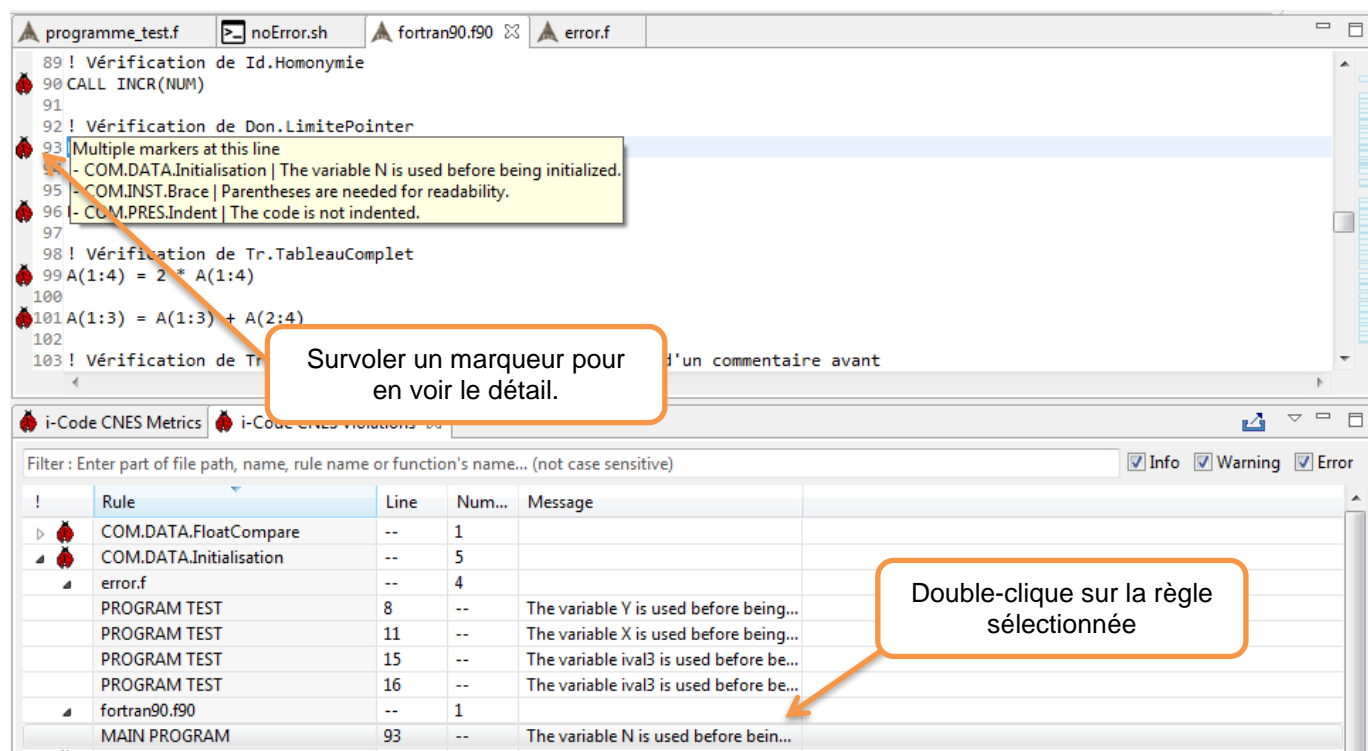 programme_test.f noError.sh fortran90.f90 error.f
89 ! Vérification de Id.Homonymie
90 CALL INCR(NUM)
91
92 ! Vérification de Don.LimitePointer
93 Multiple markers at this line
- COM.DATA.Initialisation | The variable N is used before being initialized.
95 - COM.INST.Brace | Parentheses are needed for readability.
96 - COM.PRES.Indent | The code is not indented.
97
98 ! Vérification de Tr.TableauComplet
99 A(1:4) = 2 * A(1:4)
100
101 A(1:3) = A(1:3) + A(2:4)
102
103 ! Vérification de Tr d'un commentaire avant
Survoler un marqueur pour
en voir le détail.
i-Code CNES Metrics i-Code CNES Violations
Filter : Enter part of file path, name, rule name or function's name... (not case sensitive) Info Warning Error
! Rule Line Num... Message
COM.DATA.FloatCompare -- 1
COM.DATA.Initialisation -- 5
error.f -- 4
PROGRAM TEST 8 -- The variable Y is used before being...
PROGRAM TEST 11 -- The variable X is used before being...
PROGRAM TEST 15 -- The variable ival3 is used before be...
PROGRAM TEST 16 -- The variable ival3 is used before be...
fortran90.f90 -- 1
MAIN PROGRAM 93 -- The variable N is used before bein...
Double-clique sur la règle
sélectionnée